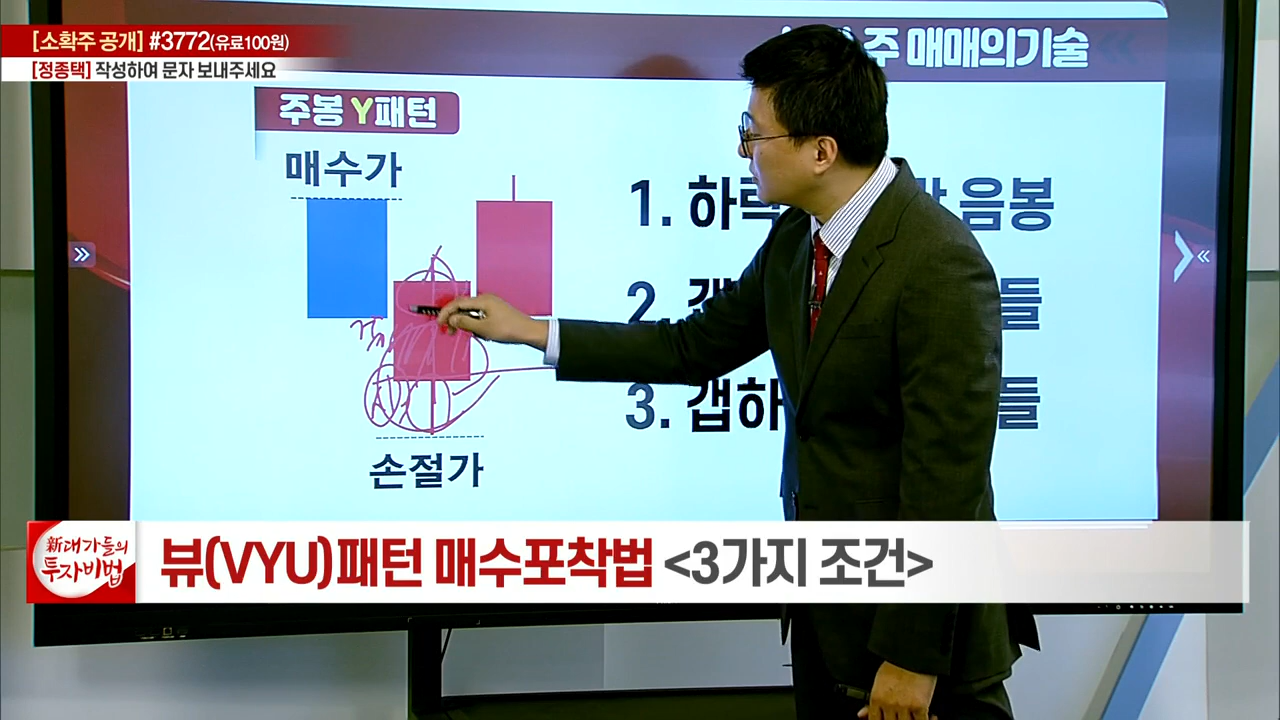 [소확주 공개] #3772(유료100원)
[정종택] 작성하여 문자 보내주세요
주 매매의기술
주봉 Y패턴
매수가
1. 하락 음봉
2. 갭 들
3. 갭하 들
갭
손절가
新대가들의
투자비법
뷰(VYU)패턴 매수포착법 <3가지 조건>